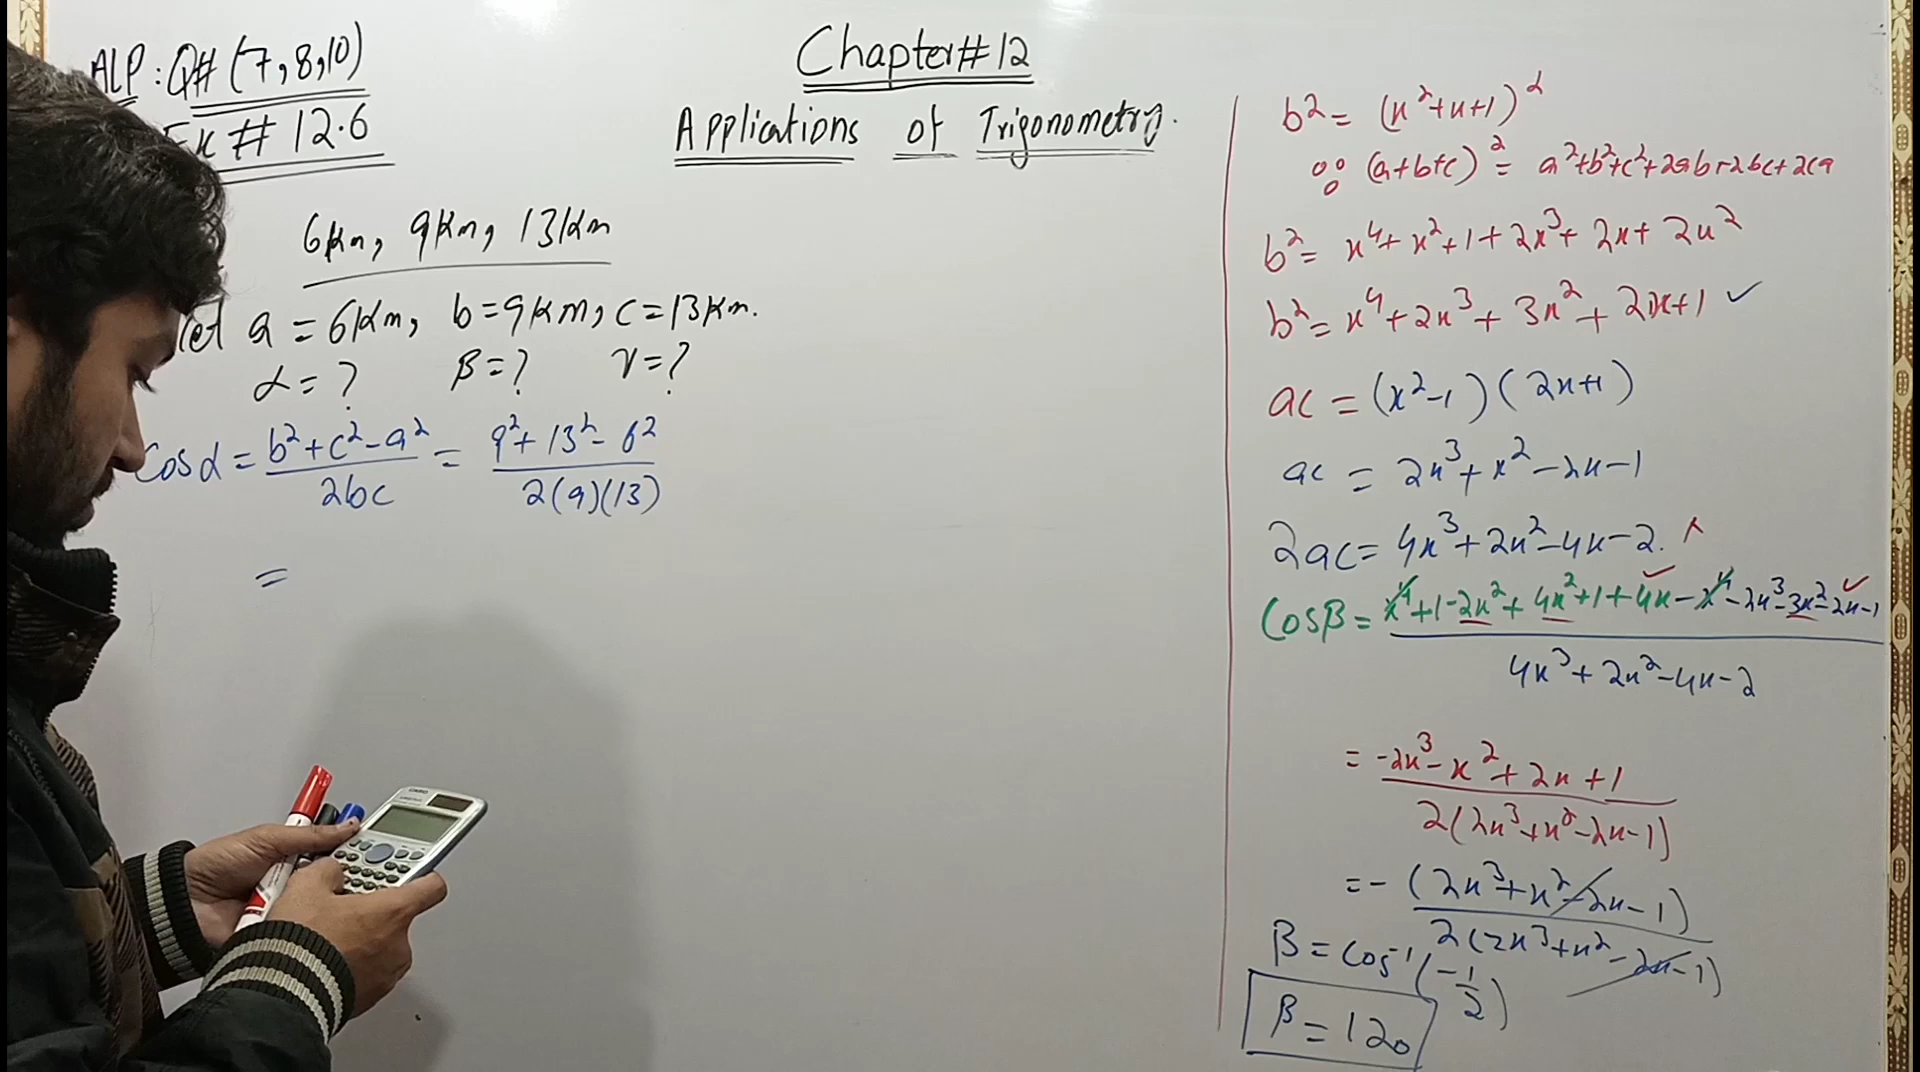 ALP: Q# (7,8,10)
Ex # 12.6
Chapter# 12
Applications of Trigonometry.
6km, 9km, 13km
let a = 6km, b=9km, c=13km.
α = ? β=? γ=?
Cosα = b²+c²-a² / 2bc = 9²+13²-6² / 2(9)(13)
=
b² = (x²+x+1)²
∵ (a+b+c)² = a²+b²+c²+2ab+2bc+2ca
b² = x⁴+x²+1+2x³+2x+2x²
b² = x⁴+2x³+3x²+2x+1 ✓
ac = (x²-1)(2x+1)
ac = 2x³+x²-2x-1
2ac = 4x³+2x²-4x-2.
Cosβ = x⁴+1-2x²+4x²+1+4x-x⁴-2x³-3x²-2x-1 / 4x³+2x²-4x-2
= -2x³-x²+2x+1 / 2(2x³+x²-2x-1)
= -(2x³+x²-2x-1) / 2(2x³+x²-2x-1)
β = Cos⁻¹(-1/2)
β = 120
CASIO